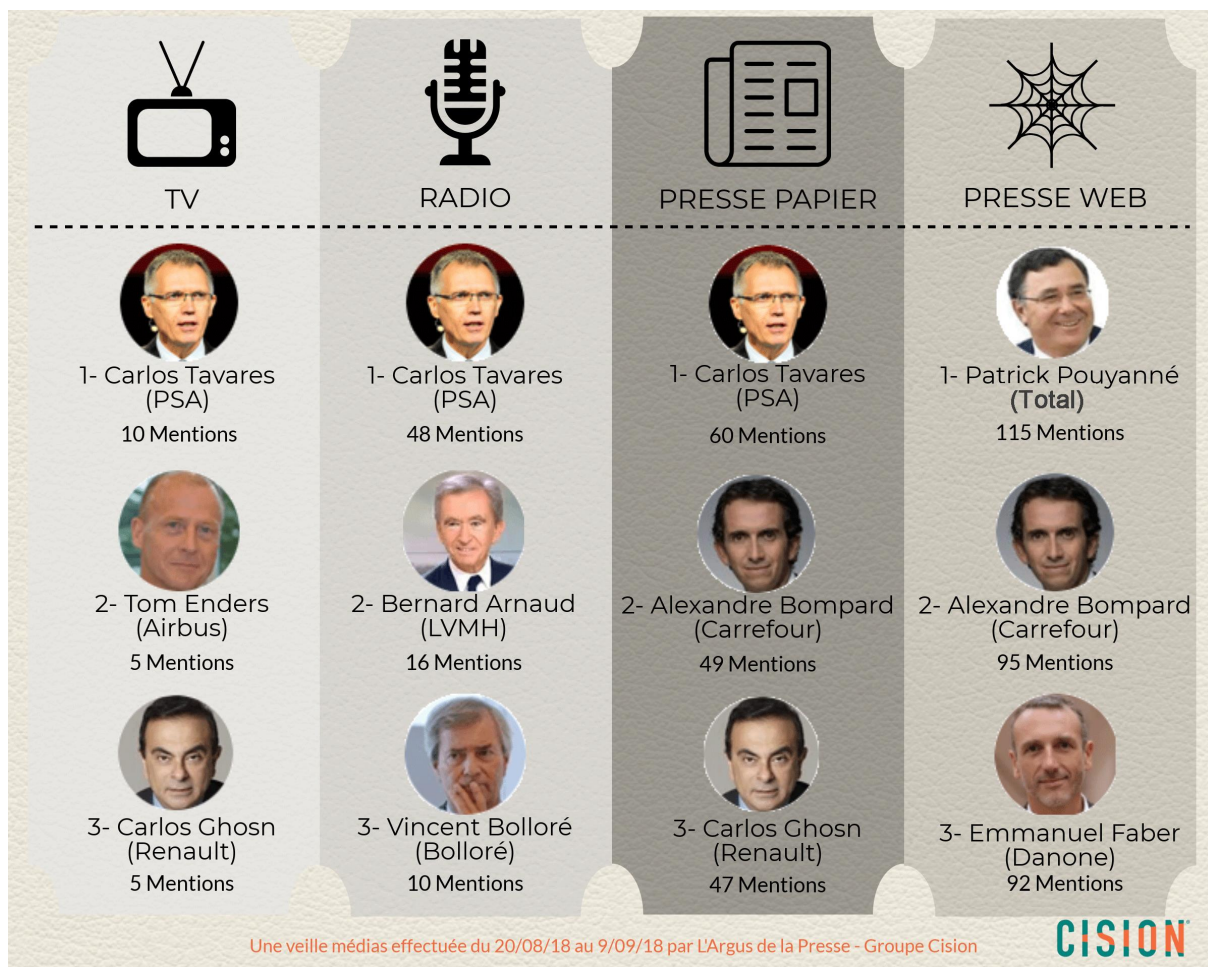 TV
RADIO
PRESSE PAPIER
PRESSE WEB
1- Carlos Tavares
(PSA)
10 Mentions
1- Carlos Tavares
(PSA)
48 Mentions
1- Carlos Tavares
(PSA)
60 Mentions
1- Patrick Pouyanné
(Total)
115 Mentions
2- Tom Enders
(Airbus)
5 Mentions
2- Bernard Arnaud
(LVMH)
16 Mentions
2- Alexandre Bompard
(Carrefour)
49 Mentions
2- Alexandre Bompard
(Carrefour)
95 Mentions
3- Carlos Ghosn
(Renault)
5 Mentions
3- Vincent Bolloré
(Bolloré)
10 Mentions
3- Carlos Ghosn
(Renault)
47 Mentions
3- Emmanuel Faber
(Danone)
92 Mentions
Une veille médias effectuée du 20/08/18 au 9/09/18 par L'Argus de la Presse - Groupe Cision
CISION